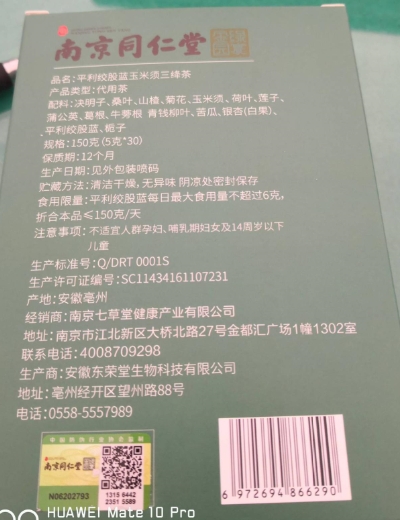 南京同仁堂
品名：平利绞股蓝玉米须三绛茶
产品类型：代用茶
配料：决明子、桑叶、山楂、菊花、玉米须、荷叶、莲子、
蒲公英、葛根、牛蒡根 青钱柳叶、苦瓜、银杏(白果)、
、平利绞股蓝、栀子
规格：150克(5克*30)
保质期：12个月
生产日期：见外包装喷码
贮藏方法：清洁干燥，无异味 阴凉处密封保存
食用限量：平利绞股蓝每日最大食用量不超过6克，
折合本品≤150克/天
注意事项：不适宜人群孕妇、哺乳期妇女及14周岁以下
儿童
生产标准号：Q/DRT 0001S
生产许可证编号：SC11434161107231
产地：安徽亳州
经销商：南京七草堂健康产业有限公司
地址：南京市江北新区大桥北路27号金都汇广场1幢1302室
联系电话：4008709298
生产商：安徽东荣堂生物科技有限公司
地址：亳州经开区望州路88号
电话：0558-5557989
南京同仁堂
N06202793
1315 6442
2351 5589
6 972694 866290
HUAWEI Mate 10 Pro